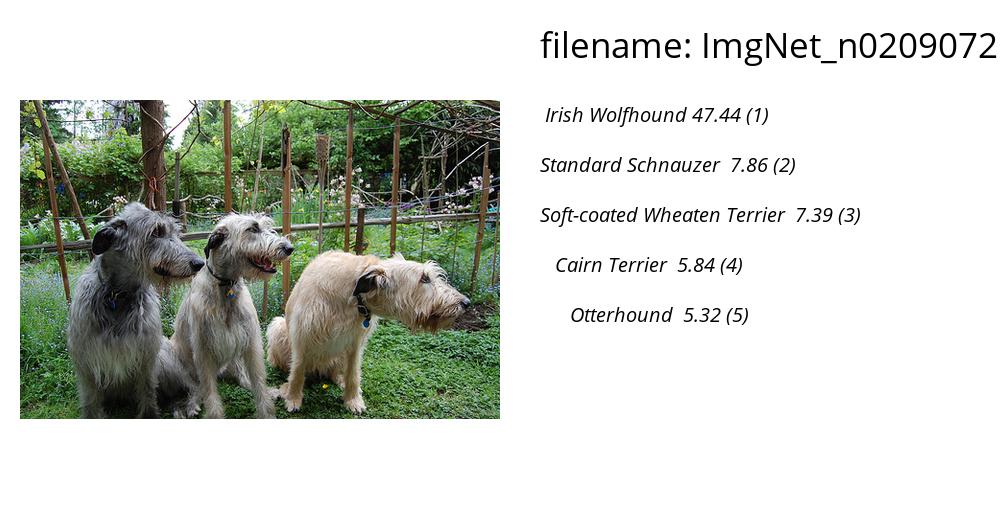 filename: ImgNet_n0209072
Irish Wolfhound 47.44 (1)
Standard Schnauzer 7.86 (2)
Soft-coated Wheaten Terrier 7.39 (3)
Cairn Terrier 5.84 (4)
Otterhound 5.32 (5)